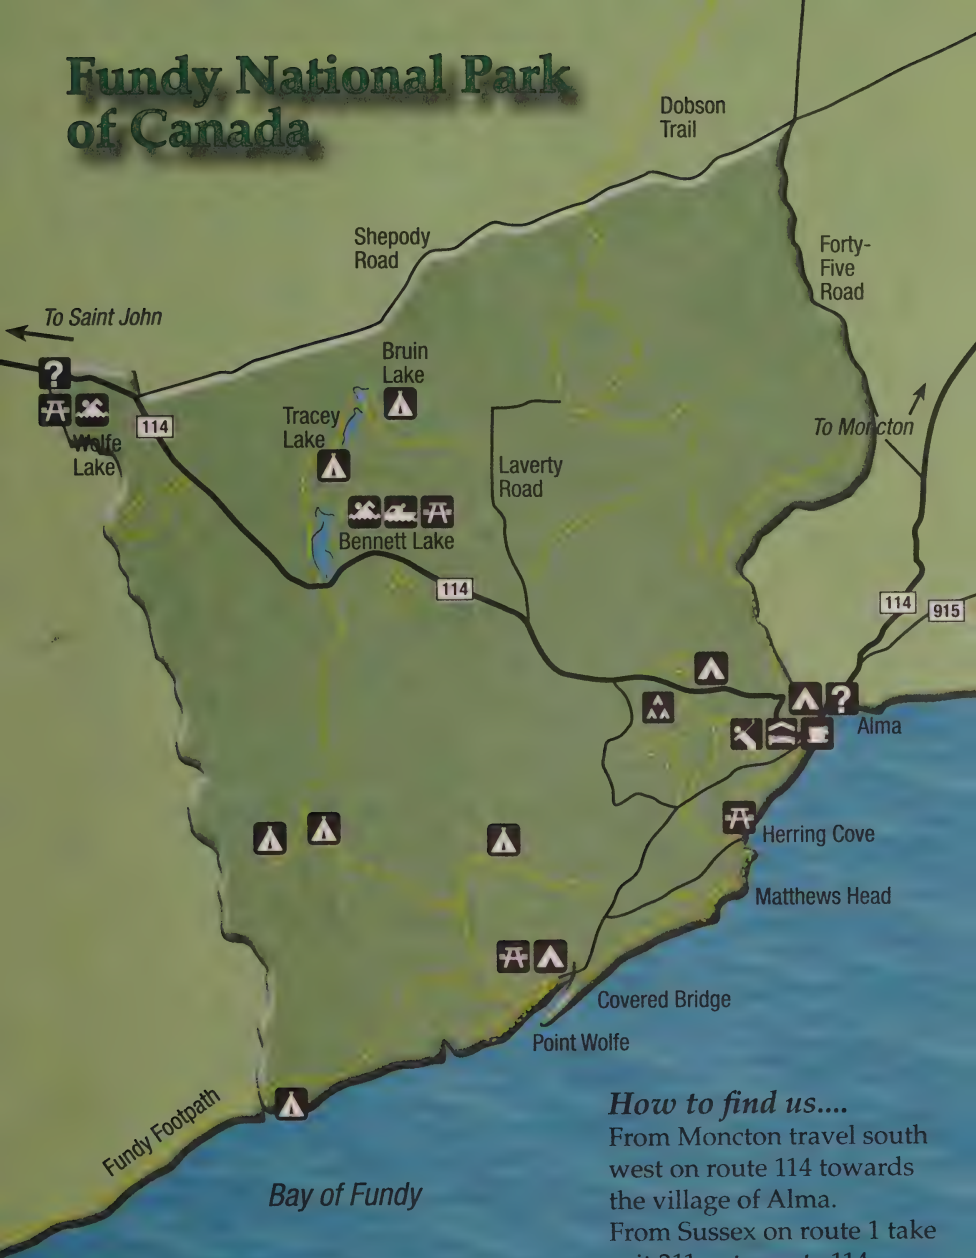 Fundy National Park
of Canada
Dobson
Trail
Shepody
Road
Forty-
Five
Road
To Saint John
?
Bruin
Lake
114
Tracey
Lake
To Moncton
Wolfe
Lake
Laverty
Road
Bennett Lake
114
114
915
?
Alma
Herring Cove
Matthews Head
Covered Bridge
Point Wolfe
Fundy Footpath
Bay of Fundy
How to find us....
From Moncton travel south
west on route 114 towards
the village of Alma.
From Sussex on route 1 take
114